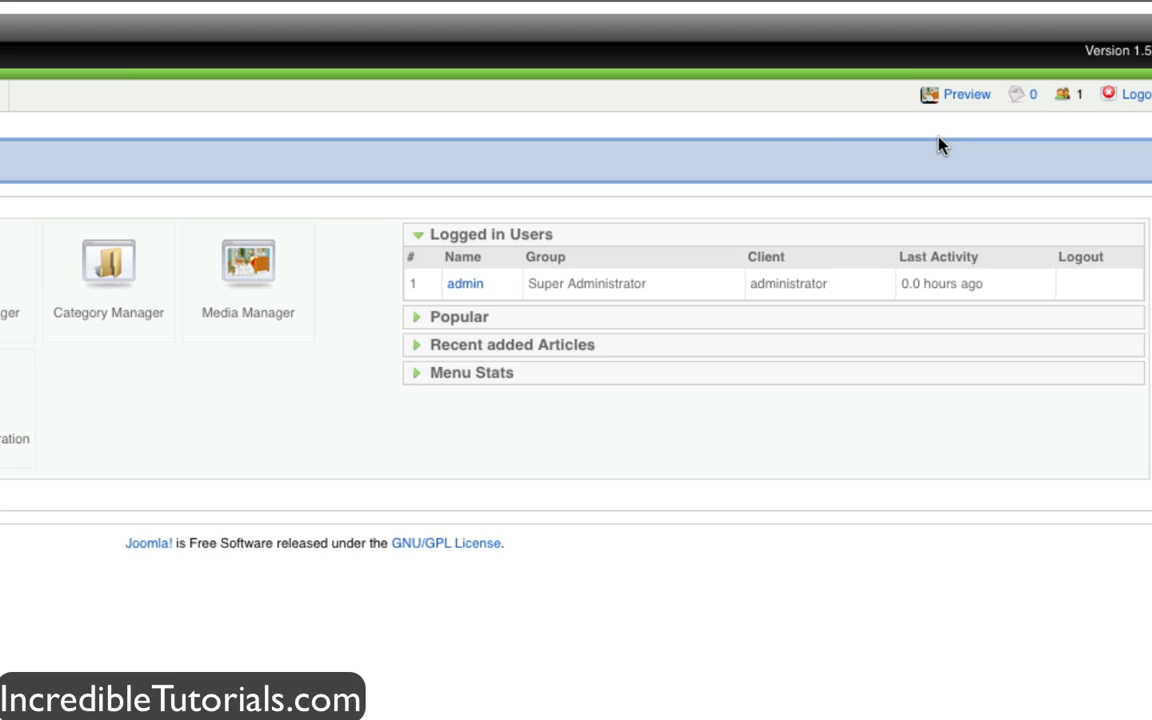 Version 1.5
Preview 0 1 Logo
Logged in Users
# Name Group Client Last Activity Logout
1 admin Super Administrator administrator 0.0 hours ago
ger Category Manager Media Manager
Popular
Recent added Articles
Menu Stats
ration
Joomla! is Free Software released under the GNU/GPL License.
IncredibleTutorials.com